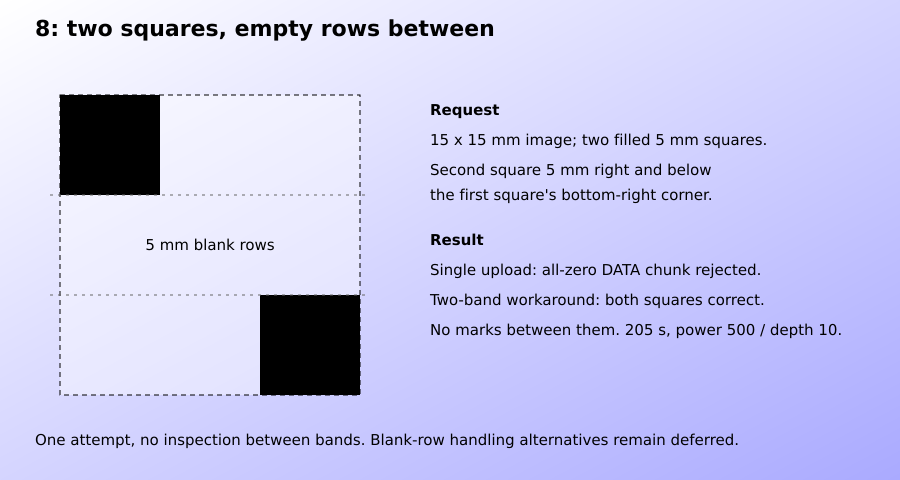 8: two squares, empty rows between
5 mm blank rows
Request
15 x 15 mm image; two filled 5 mm squares.
Second square 5 mm right and below
the first square's bottom-right corner.
Result
Single upload: all-zero DATA chunk rejected.
Two-band workaround: both squares correct.
No marks between them. 205 s, power 500 / depth 10.
One attempt, no inspection between bands. Blank-row handling alternatives remain deferred.